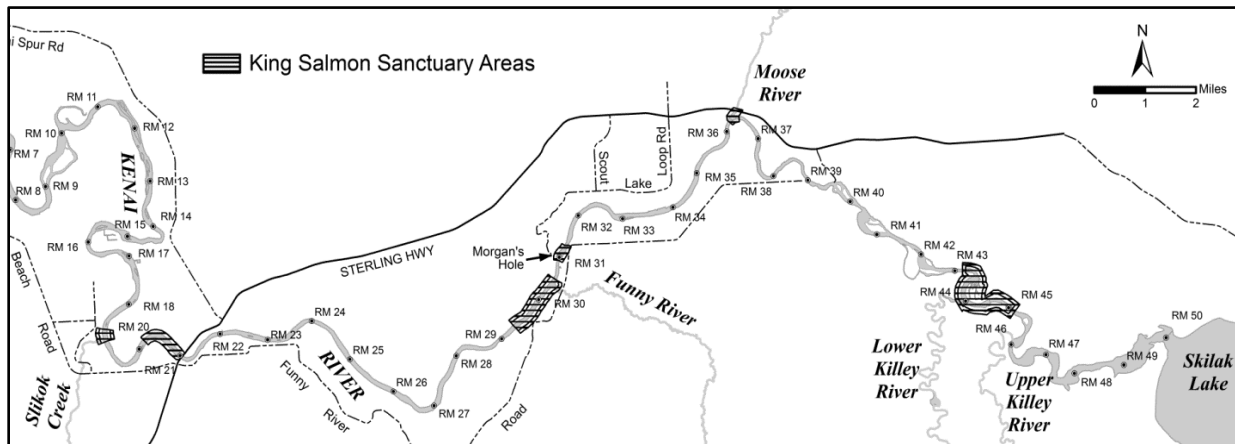 ni Spur Rd
King Salmon Sanctuary Areas
N
0 1 2 Miles
Moose
River
RM 7
RM 8
RM 9
RM 10
RM 11
RM 12
RM 13
RM 14
RM 15
RM 16
RM 17
RM 18
RM 20
RM 21
RM 22
RM 23
RM 24
RM 25
RM 26
RM 27
RM 28
RM 29
RM 30
RM 31
RM 32
RM 33
RM 34
RM 35
RM 36
RM 37
RM 38
RM 39
RM 40
RM 41
RM 42
RM 43
RM 44
RM 45
RM 46
RM 47
RM 48
RM 49
RM 50
KENAI
RIVER
Beach
Road
STERLING HWY
Scout
Lake
Loop Rd
Morgan's
Hole
Funny River
Funny
River
Road
Slikok
Creek
Lower
Killey
River
Upper
Killey
River
Skilak
Lake